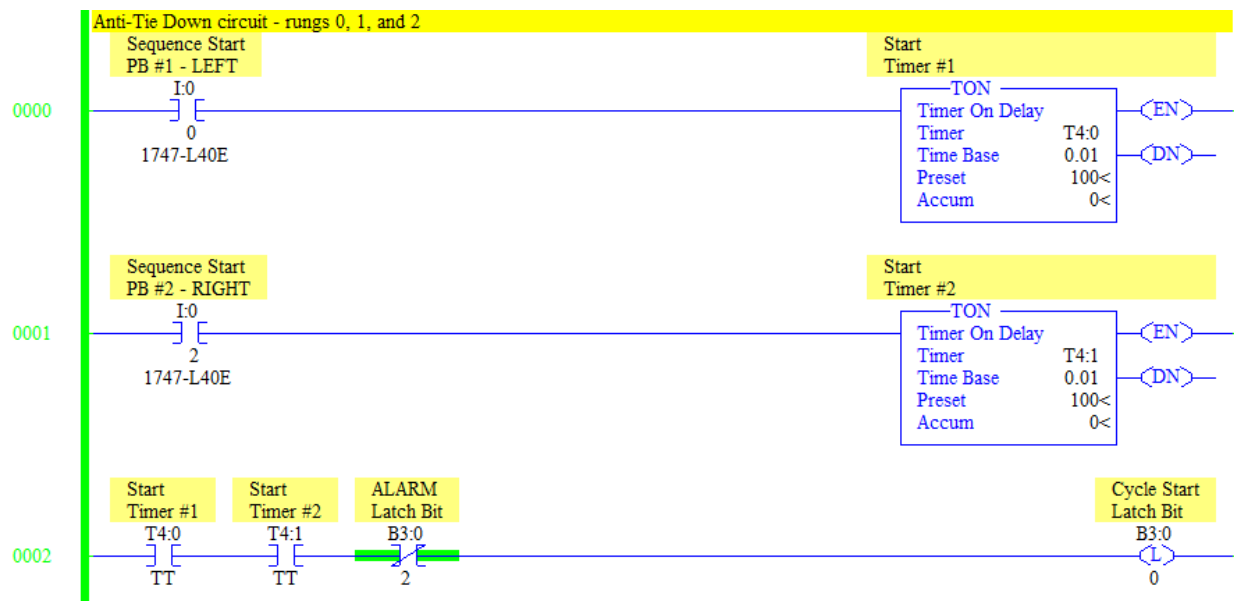 Anti-Tie Down circuit - rungs 0, 1, and 2
Sequence Start
PB #1 - LEFT
I:0
0
1747-L40E
0000
Start
Timer #1
TON
Timer On Delay
Timer T4:0
Time Base 0.01
Preset 100<
Accum 0<
EN
DN
Sequence Start
PB #2 - RIGHT
I:0
2
1747-L40E
0001
Start
Timer #2
TON
Timer On Delay
Timer T4:1
Time Base 0.01
Preset 100<
Accum 0<
EN
DN
0002
Start
Timer #1
T4:0
TT
Start
Timer #2
T4:1
TT
ALARM
Latch Bit
B3:0
2
Cycle Start
Latch Bit
B3:0
L
0